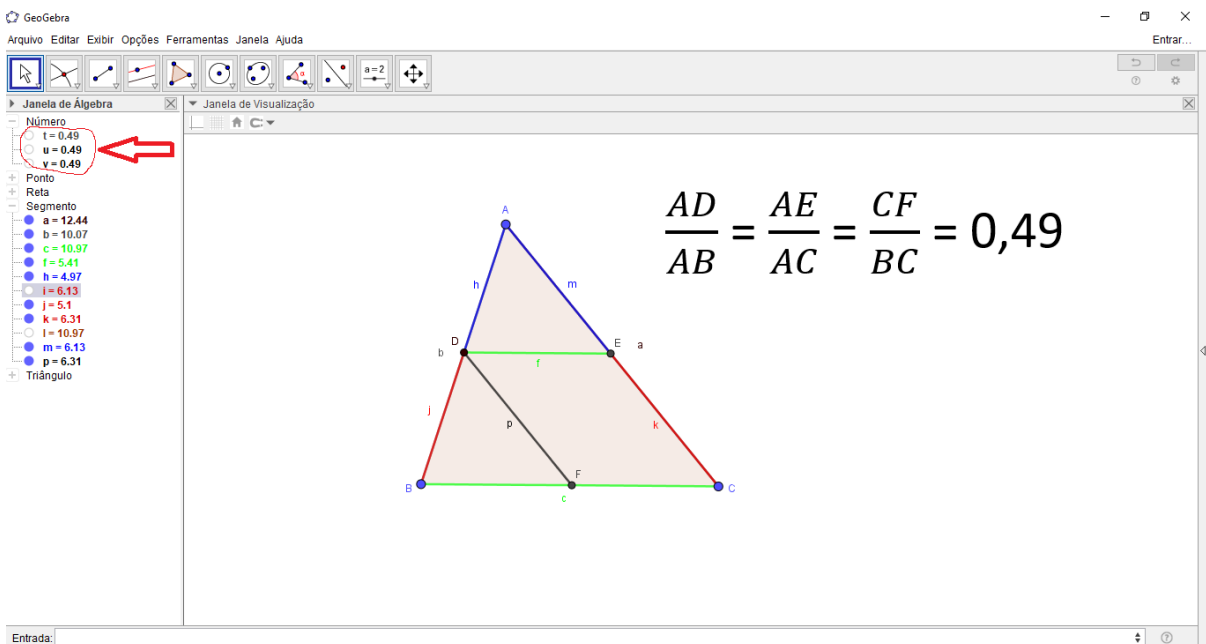 GeoGebra
Arquivo Editar Exibir Opções Ferramentas Janela Ajuda
Entrar...
a = 2
Janela de Álgebra
Janela de Visualização
Número
t = 0.49
u = 0.49
v = 0.49
Ponto
Reta
Segmento
a = 12.44
b = 10.07
c = 10.97
f = 5.41
h = 4.97
i = 6.13
j = 5.1
k = 6.31
l = 10.97
m = 6.13
p = 6.31
Triângulo
AD/AB = AE/AC = CF/BC = 0,49
A
h
m
D
E
a
b
f
j
p
k
F
B
C
c
Entrada: